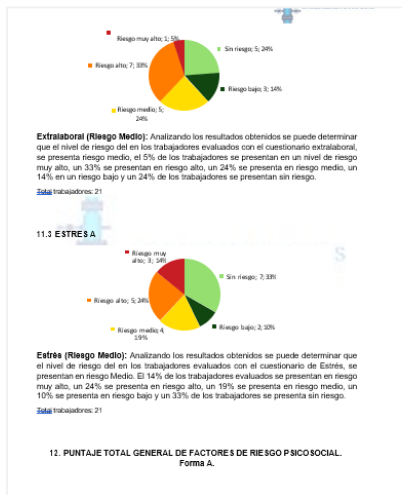 Riesgo muy alto; 1; 5%
Sin riesgo; 5; 24%
Riesgo alto; 7; 33%
Riesgo bajo; 3; 14%
Riesgo medio; 5;
24%
Extralaboral (Riesgo Medio): Analizando los resultados obtenidos se puede determinar
que el nivel de riesgo del en los trabajadores evaluados con cuestionario extralaboral,
se presenta riesgo medio, el 5% de los trabajadores se presentan en un nivel de riesgo
muy alto, un 33% se presentan en riesgo alto, un 24% se presenta en riesgo medio, un
14% en un riesgo bajo y un 24% de los trabajadores se presentan sin riesgo.
Total trabajadores: 21
11.3 ESTRES A
Riesgo muy
alto; 3; 14%
Sin riesgo; 7; 33%
Riesgo alto; 5; 24%
Riesgo medio; 4;
19%
Riesgo bajo; 2; 10%
Estrés (Riesgo Medio): Analizando los resultados obtenidos se puede determinar que
el nivel de riesgo del en los trabajadores evaluados con el cuestionario de Estrés, se
presentan en riesgo Medio. El 14% de los trabajadores evaluados se presentan en riesgo
muy alto, un 24% se presenta en riesgo alto, un 19% se presenta en riesgo medio, un
10% se presenta en riesgo bajo y un 33% de los trabajadores se presenta sin riesgo.
Total trabajadores: 21
12. PUNTAJE TOTAL GENERAL DE FACTORES DE RIESGO PSICOSOCIAL.
Forma A.